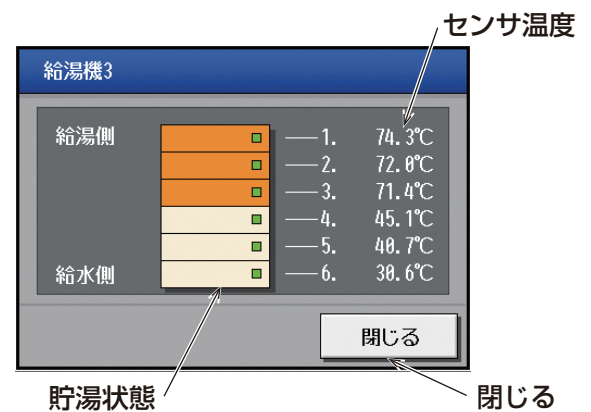 センサ温度
給湯機3
給湯側 1. 74.3℃
2. 72.0℃
3. 71.4℃
4. 45.1℃
5. 40.7℃
給水側 6. 30.6℃
閉じる
貯湯状態 閉じる